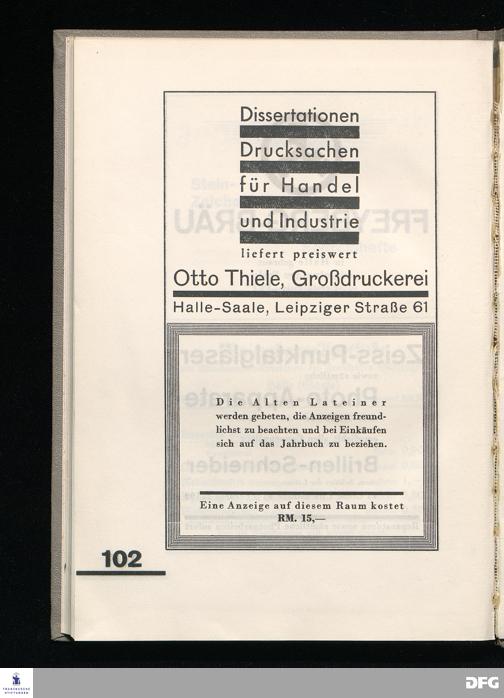 Dissertationen
Drucksachen
für Handel
und Industrie
liefert preiswert
Otto Thiele, Großdruckerei
Halle-Saale, Leipziger Straße 61
Die Alten Lateiner
werden gebeten, die Anzeigen freund-
lichst zu beachten und bei Einkäufen
sich auf das Jahrbuch zu beziehen.
Eine Anzeige auf diesem Raum kostet
RM. 15,—
102
FRANCKESCHE
STIFTUNGEN
DFG